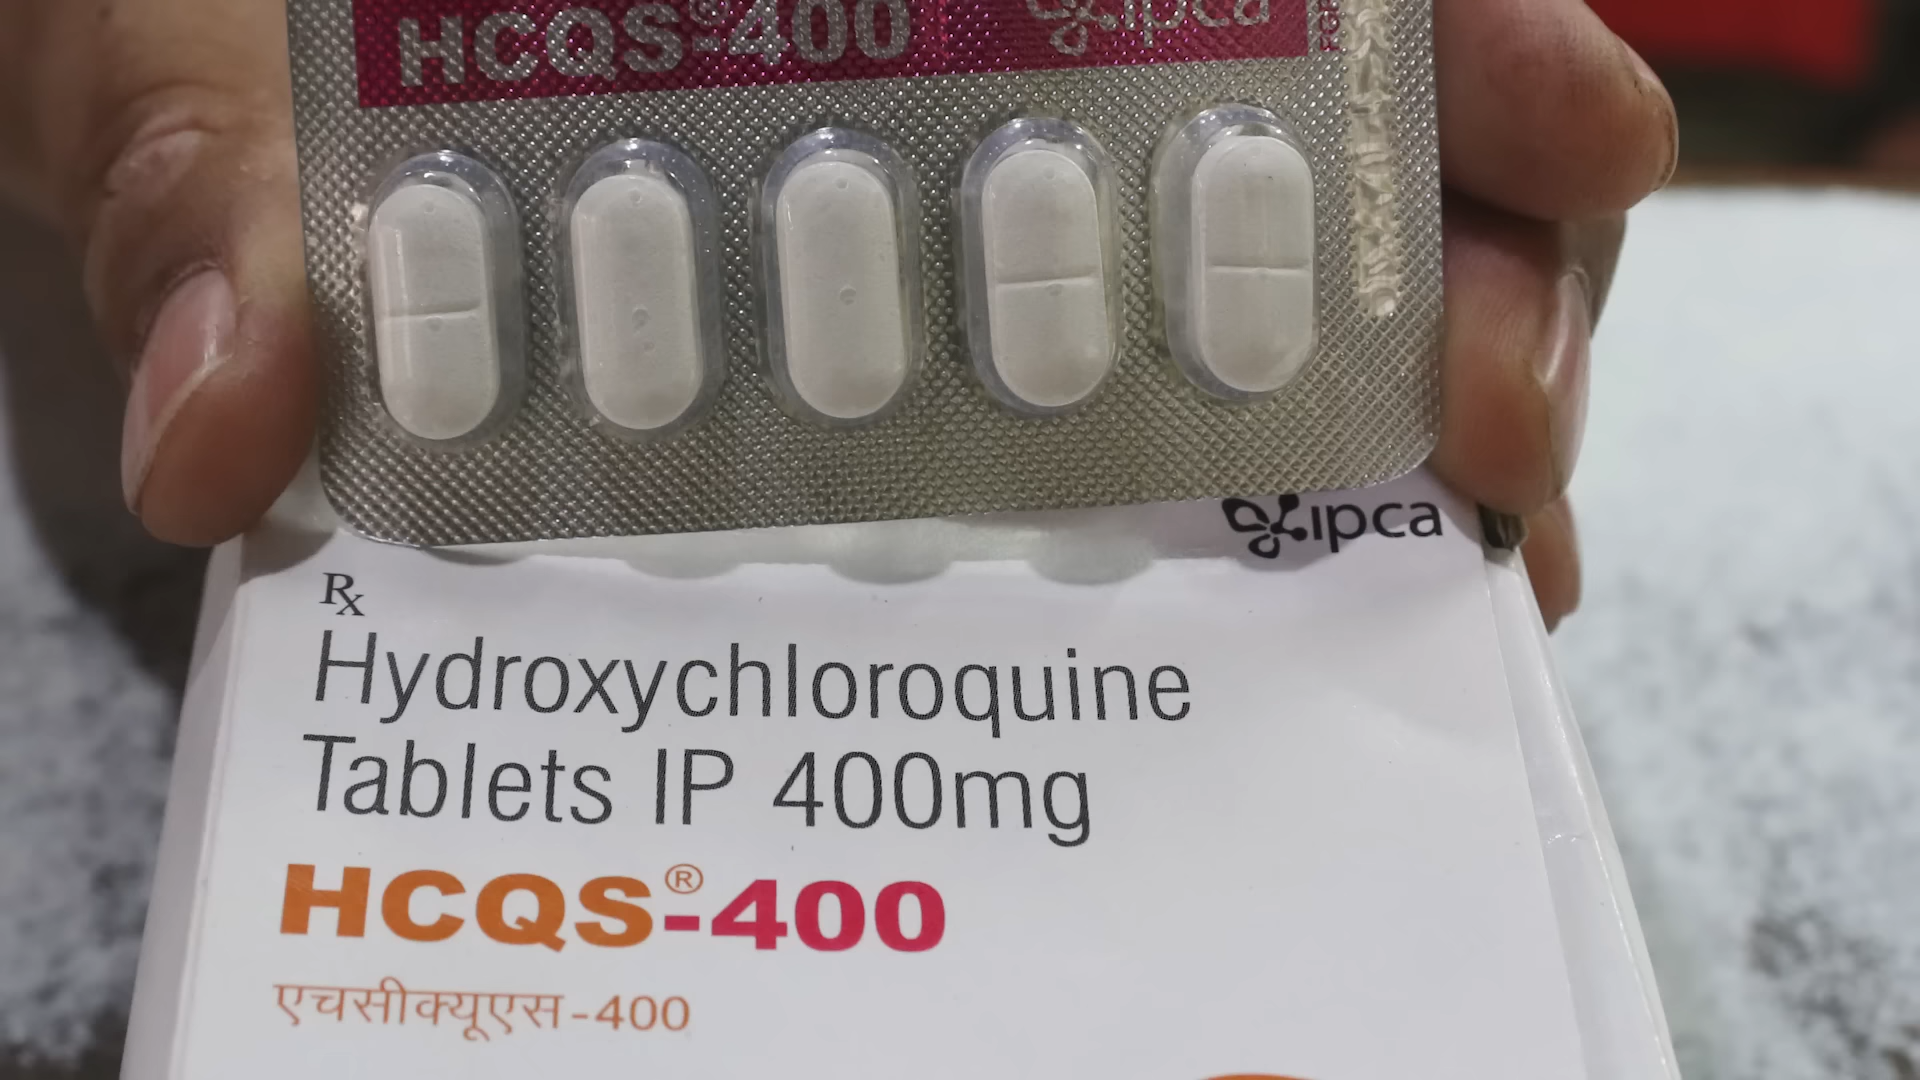 HCQS®-400 ipca
ipca
Rx
Hydroxychloroquine
Tablets IP 400mg
HCQS®-400
एचसीक्यूएस-400